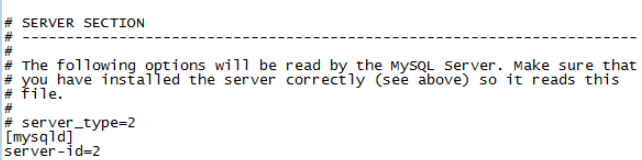 # SERVER SECTION
# ----------------------------------------------------------------------
#
# The following options will be read by the MySQL Server. Make sure that
# you have installed the server correctly (see above) so it reads this
# file.
#
# server_type=2
[mysqld]
server-id=2